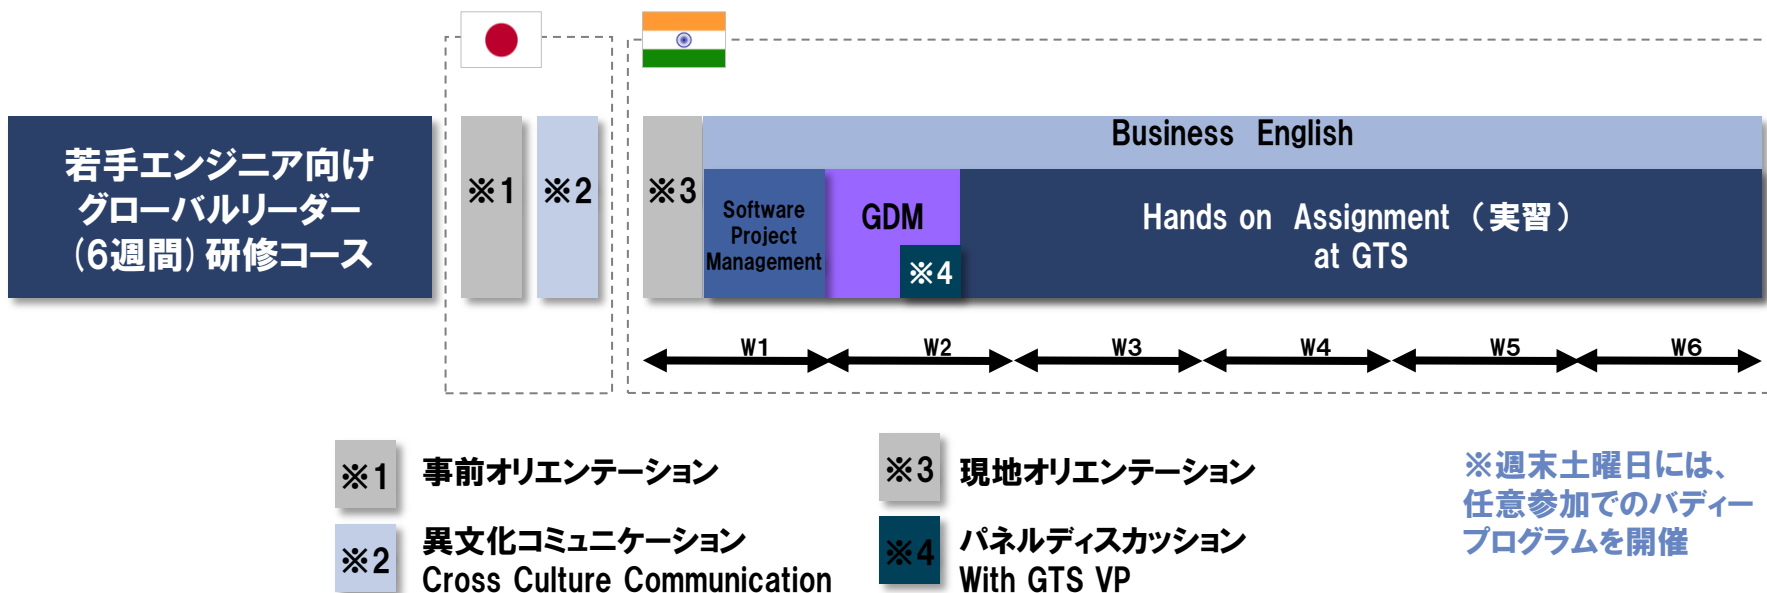 若手エンジニア向け
グローバルリーダー
(6週間)研修コース
※1
※2
※3
Business English
Software
Project
Management
GDM
※4
Hands on Assignment (実習)
at GTS
W1
W2
W3
W4
W5
W6
※1
事前オリエンテーション
※2
異文化コミュニケーション
Cross Culture Communication
※3
現地オリエンテーション
※4
パネルディスカッション
With GTS VP
※週末土曜日には、
任意参加でのバディー
プログラムを開催